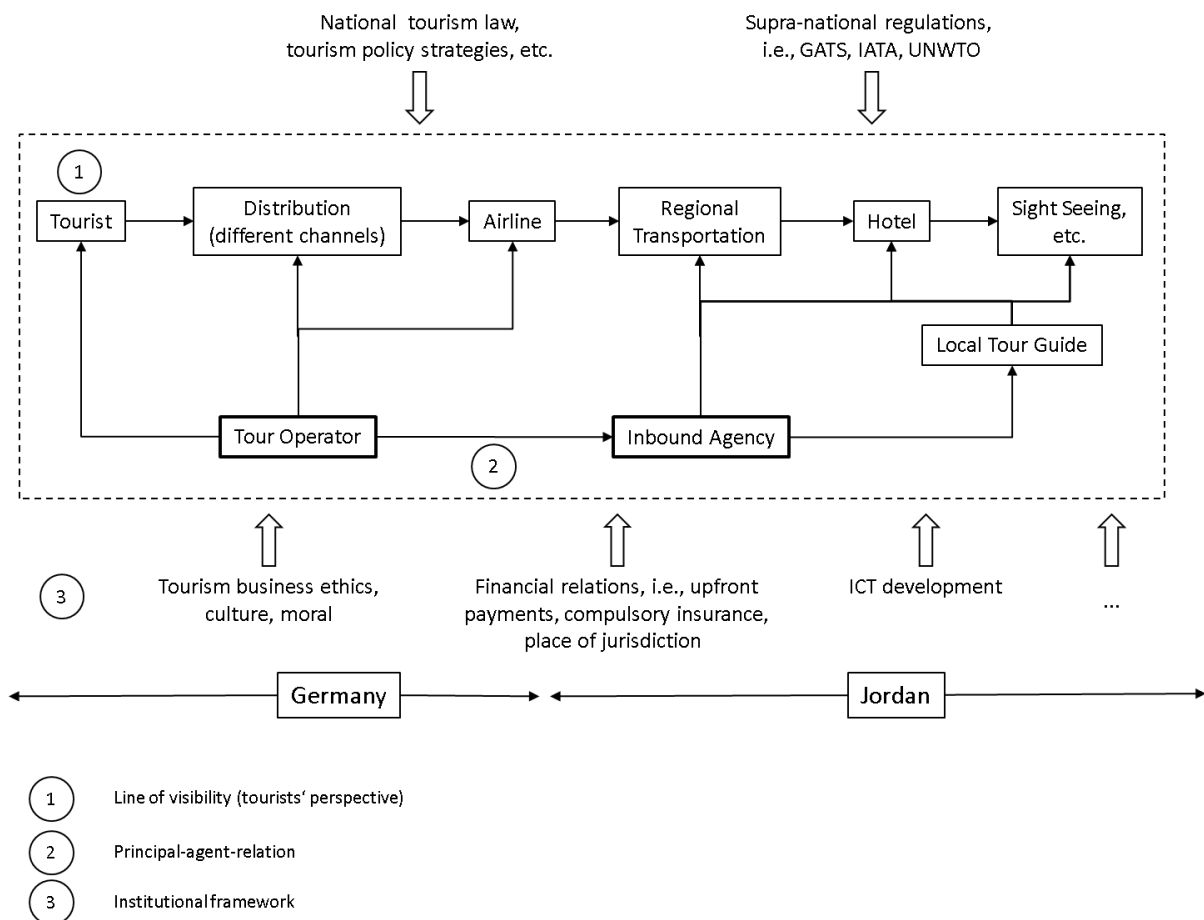 National tourism law,
tourism policy strategies, etc.
Supra-national regulations,
i.e., GATS, IATA, UNWTO
1
Tourist
Distribution
(different channels)
Airline
Regional
Transportation
Hotel
Sight Seeing,
etc.
Local Tour Guide
Tour Operator
Inbound Agency
2
3
Tourism business ethics,
culture, moral
Financial relations, i.e., upfront
payments, compulsory insurance,
place of jurisdiction
ICT development
...
Germany
Jordan
1 Line of visibility (tourists‘ perspective)
2 Principal-agent-relation
3 Institutional framework